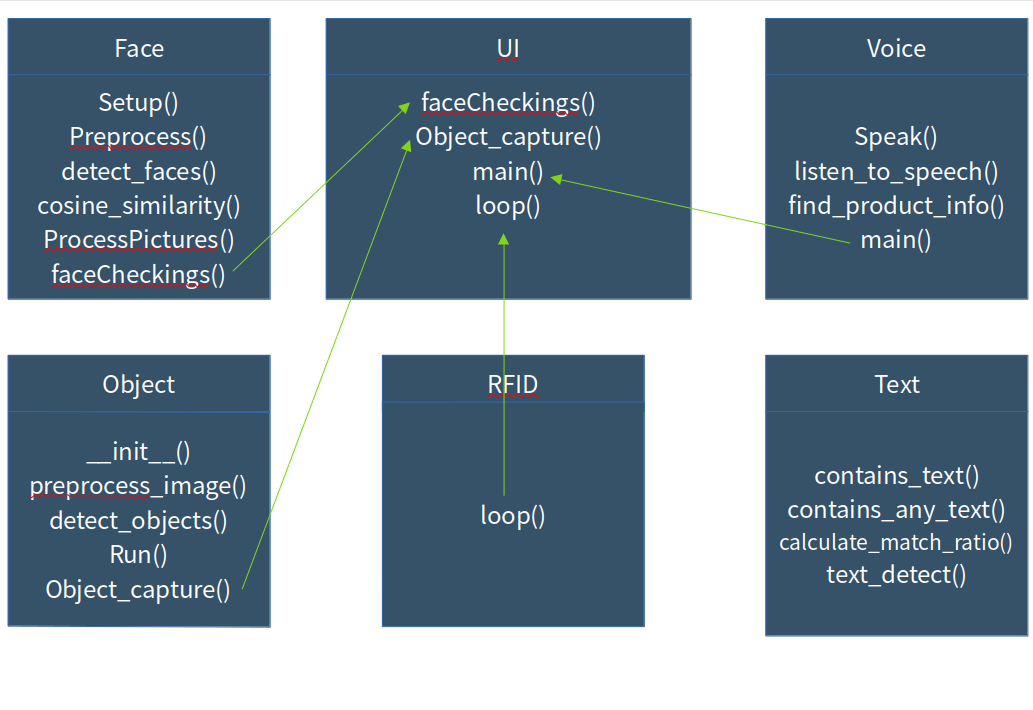 Face
Setup()
Preprocess()
detect_faces()
cosine_similarity()
ProcessPictures()
faceCheckings()
UI
faceCheckings()
Object_capture()
main()
loop()
Voice
Speak()
listen_to_speech()
find_product_info()
main()
Object
__init__()
preprocess_image()
detect_objects()
Run()
Object_capture()
RFID
loop()
Text
contains_text()
contains_any_text()
calculate_match_ratio()
text_detect()